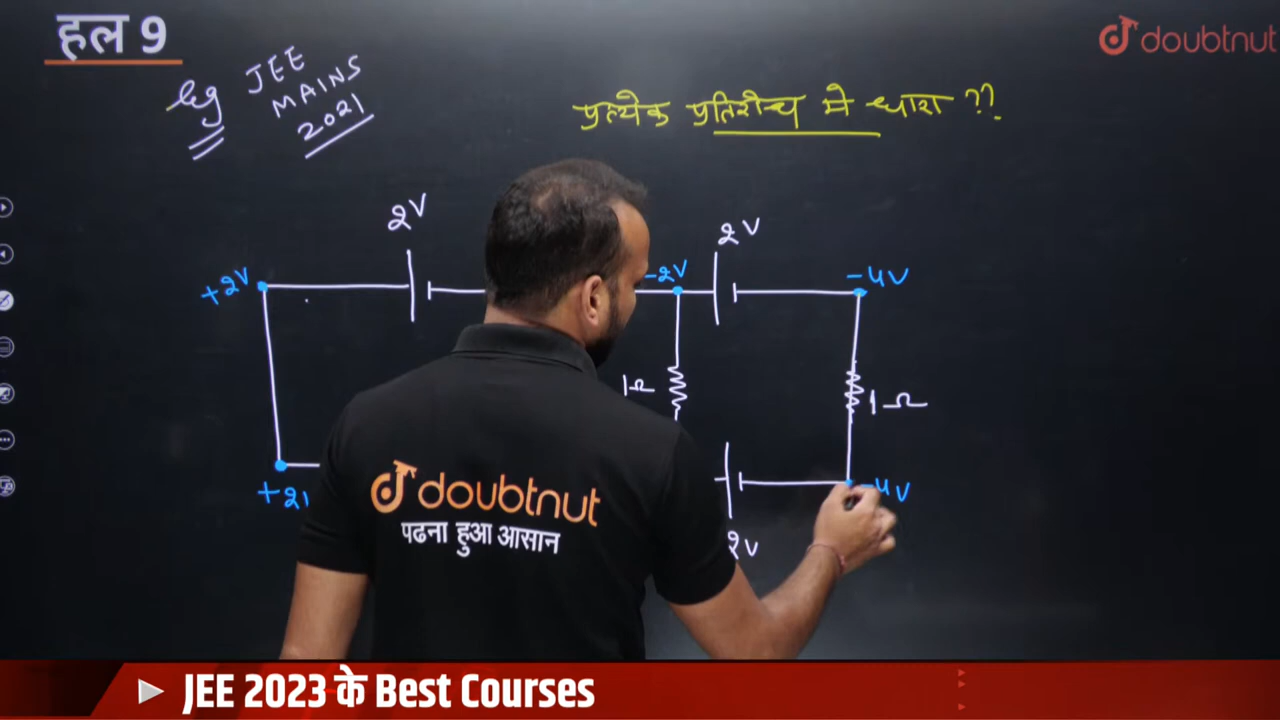 हल 9
doubtnut
eg JEE
MAINS
2021
प्रत्येक प्रतिरोध मे धारा ??
2V
2V
+2V
-2V
-4V
1Ω
1Ω
-4V
2V
doubtnut
पढना हुआ आसान
JEE 2023 के Best Courses